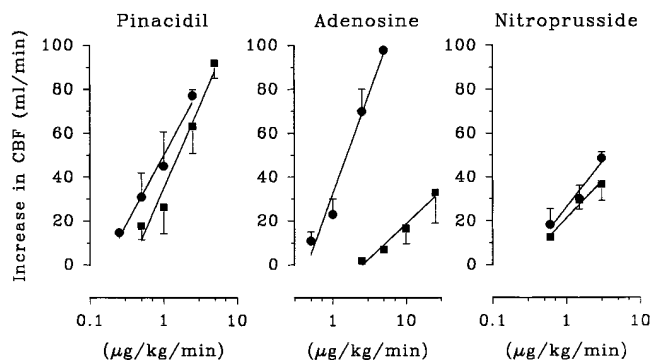 Pinacidil Adenosine Nitroprusside
Increase in CBF (ml/min)
100 100 100
80 80 80
60 60 60
40 40 40
20 20 20
0 0 0
0.1 1 10 1 10 1 10
(μg/kg/min) (μg/kg/min) (μg/kg/min)